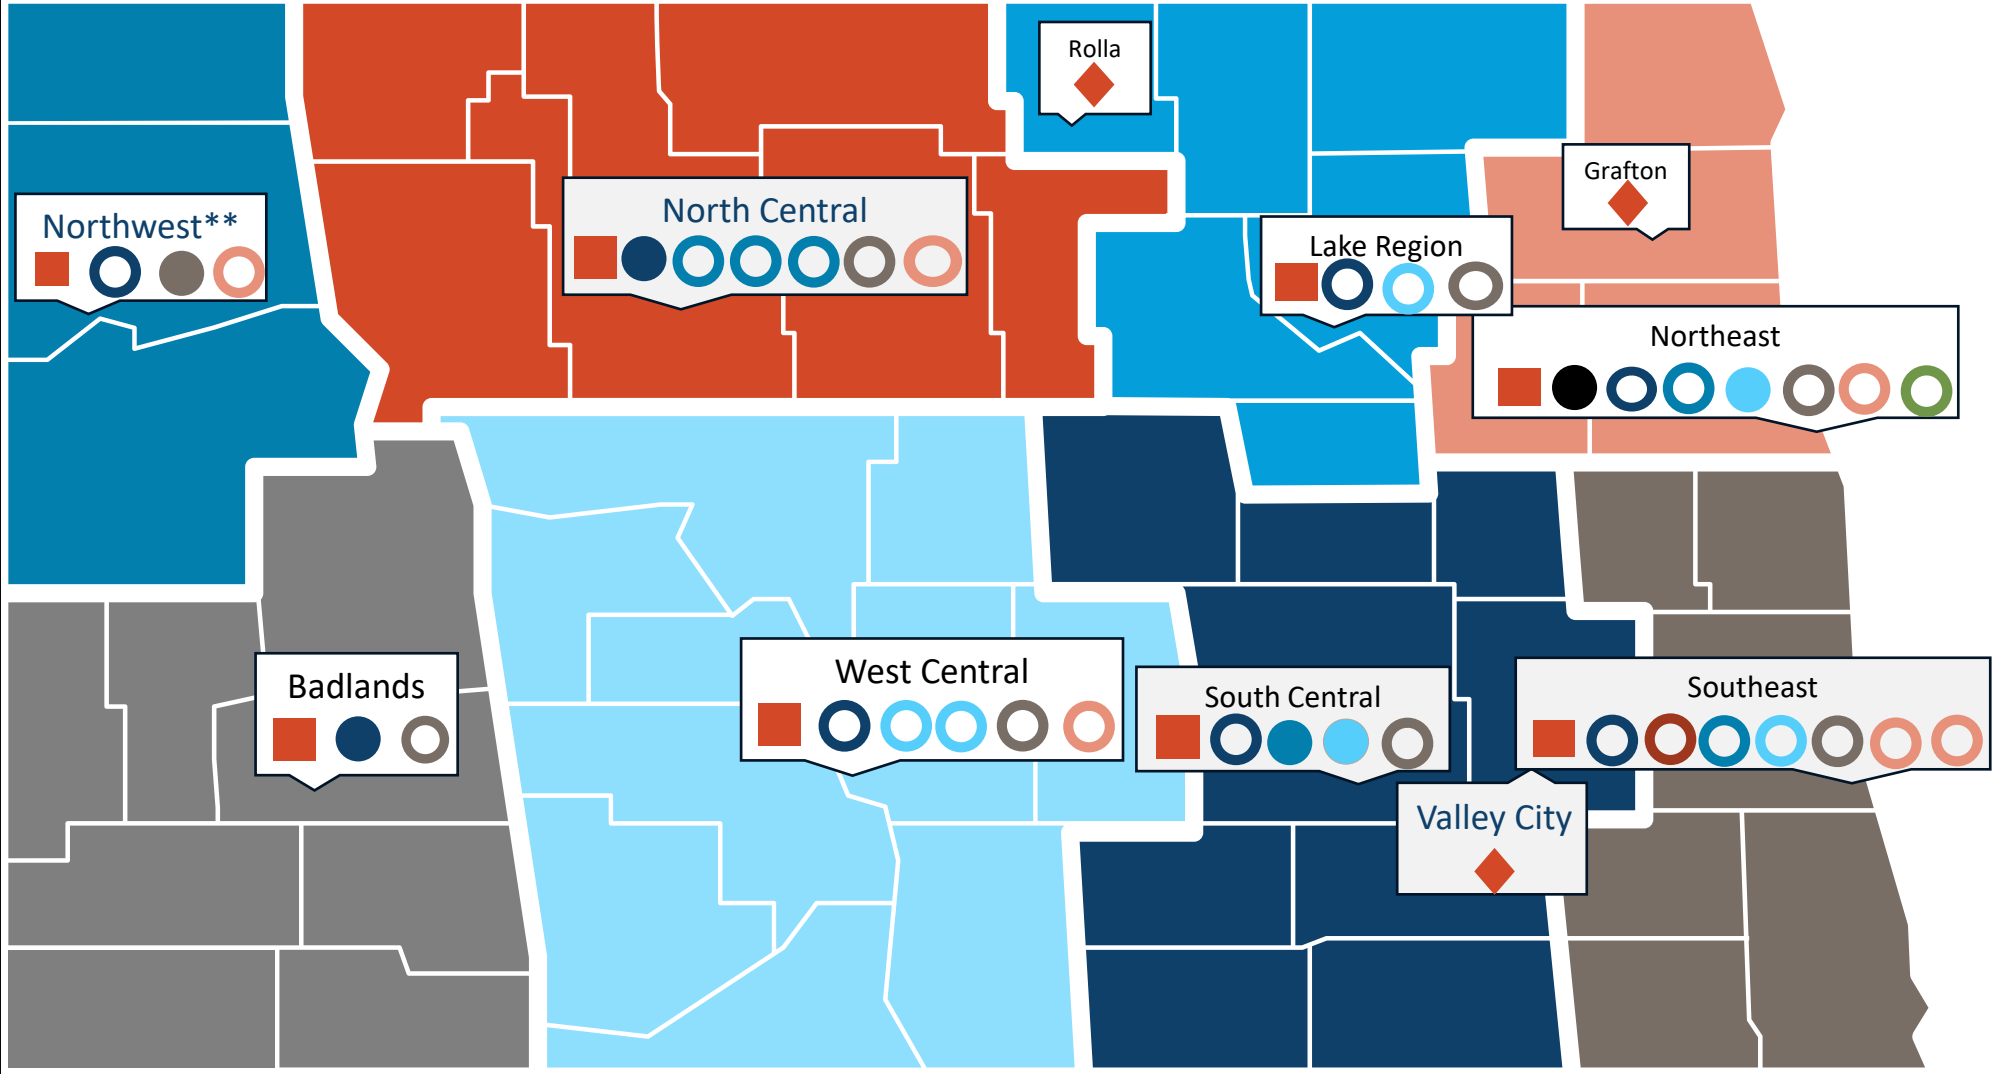 Rolla
Grafton
Northwest**
North Central
Lake Region
Northeast
Badlands
West Central
South Central
Southeast
Valley City